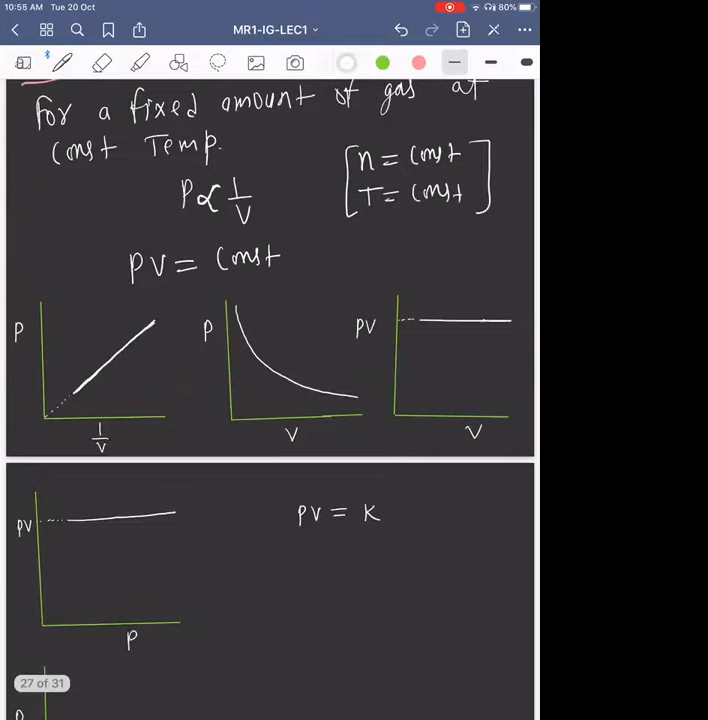 10:55 AM Tue 20 Oct
80%
MR1-IG-LEC1
For a fixed amount of gas at
Const Temp.
P ∝ 1/V
[n = Const
T = Const]
PV = Const
P
1/V
P
V
PV
V
PV
P
PV = K
27 of 31
P